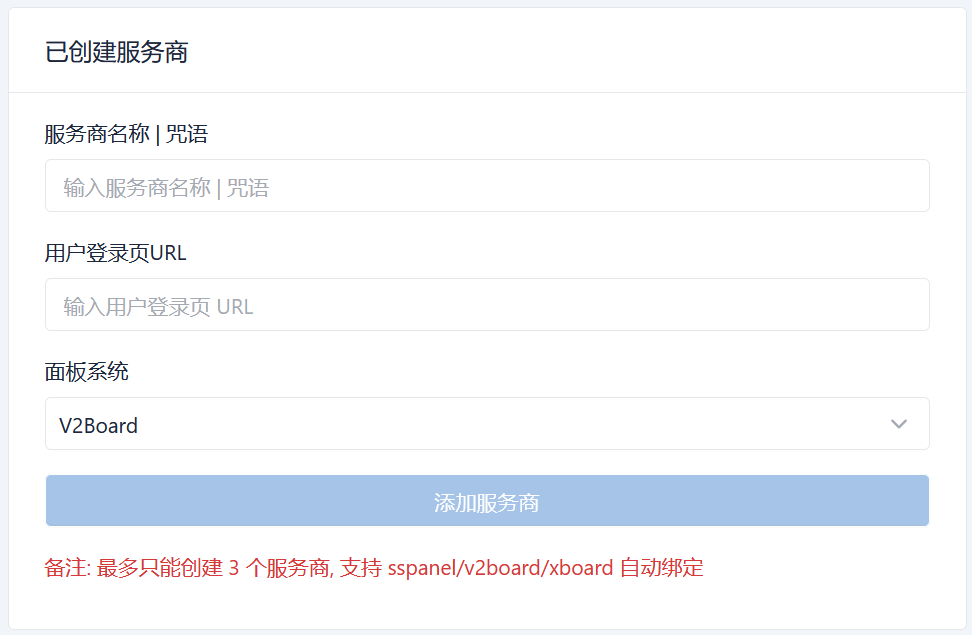 已创建服务商
服务商名称 | 咒语
输入服务商名称 | 咒语
用户登录页URL
输入用户登录页 URL
面板系统
V2Board
添加服务商
备注: 最多只能创建 3 个服务商, 支持 sspanel/v2board/xboard 自动绑定